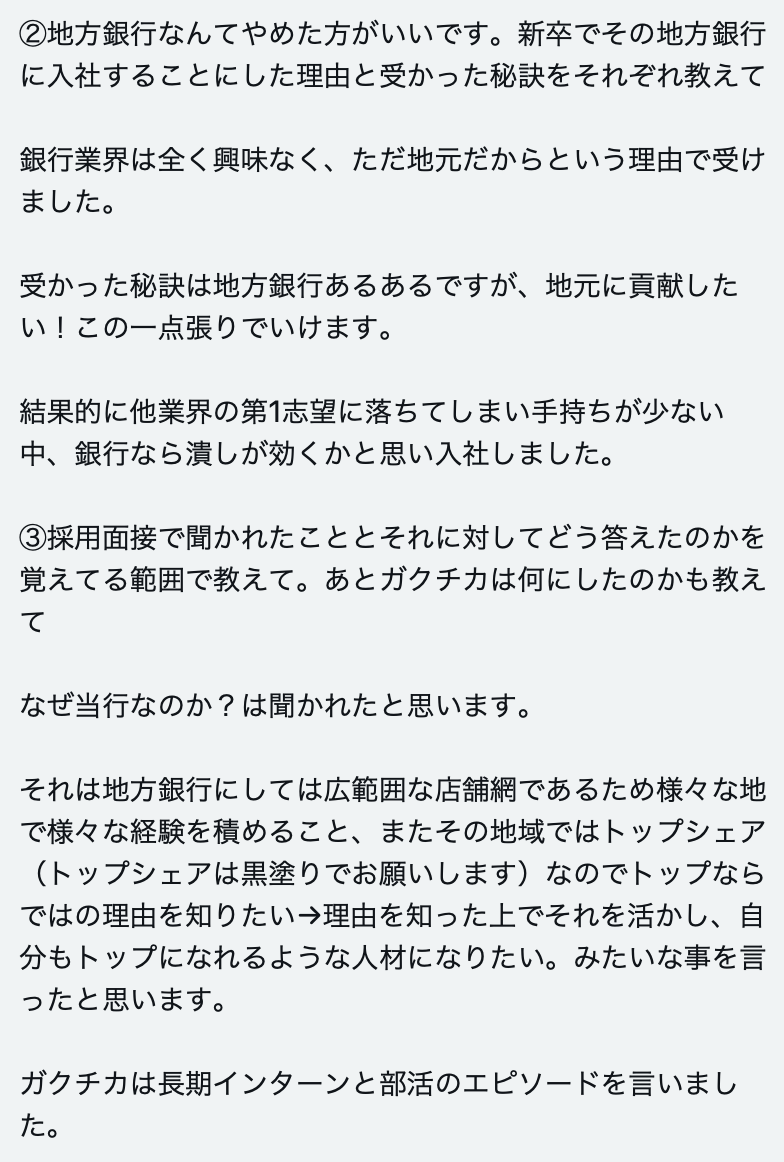 ②地方銀行なんてやめた方がいいです。新卒でその地方銀行
に入社することにした理由と受かった秘訣をそれぞれ教えて
銀行業界は全く興味なく、ただ地元だからという理由で受け
ました。
受かった秘訣は地方銀行あるあるですが、地元に貢献した
い！この一点張りでいけます。
結果的に他業界の第1志望に落ちてしまい手持ちが少ない
中、銀行なら潰しが効くかと思い入社しました。
③採用面接で聞かれたこととそれに対してどう答えたのかを
覚えてる範囲で教えて。あとガクチカは何にしたのかも教え
て
なぜ当行なのか？は聞かれたと思います。
それは地方銀行にしては広範囲な店舗網であるため様々な地
で様々な経験を積めること、またその地域ではトップシェア
（トップシェアは黒塗りでお願いします）なのでトップなら
ではの理由を知りたい→理由を知った上でそれを活かし、自
分もトップになれるような人材になりたい。みたいな事を言
ったと思います。
ガクチカは長期インターンと部活のエピソードを言いまし
た。